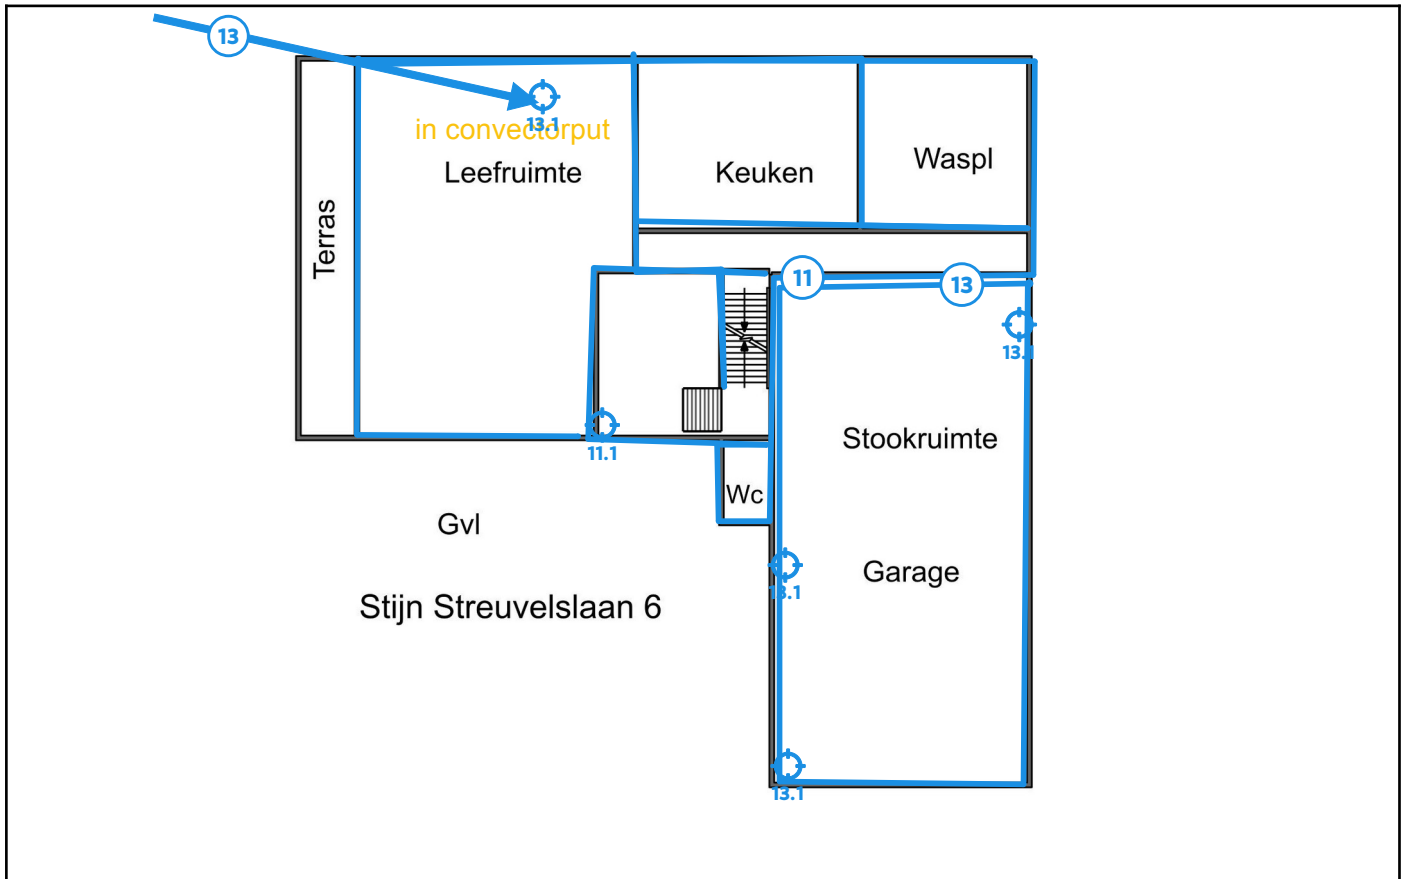 13
13.1
in convectorput
Leefruimte
Keuken
Waspl
Terras
11
13
13.1
11.1
Stookruimte
Wc
Gvl
Garage
13.1
Stijn Streuvelslaan 6
13.1